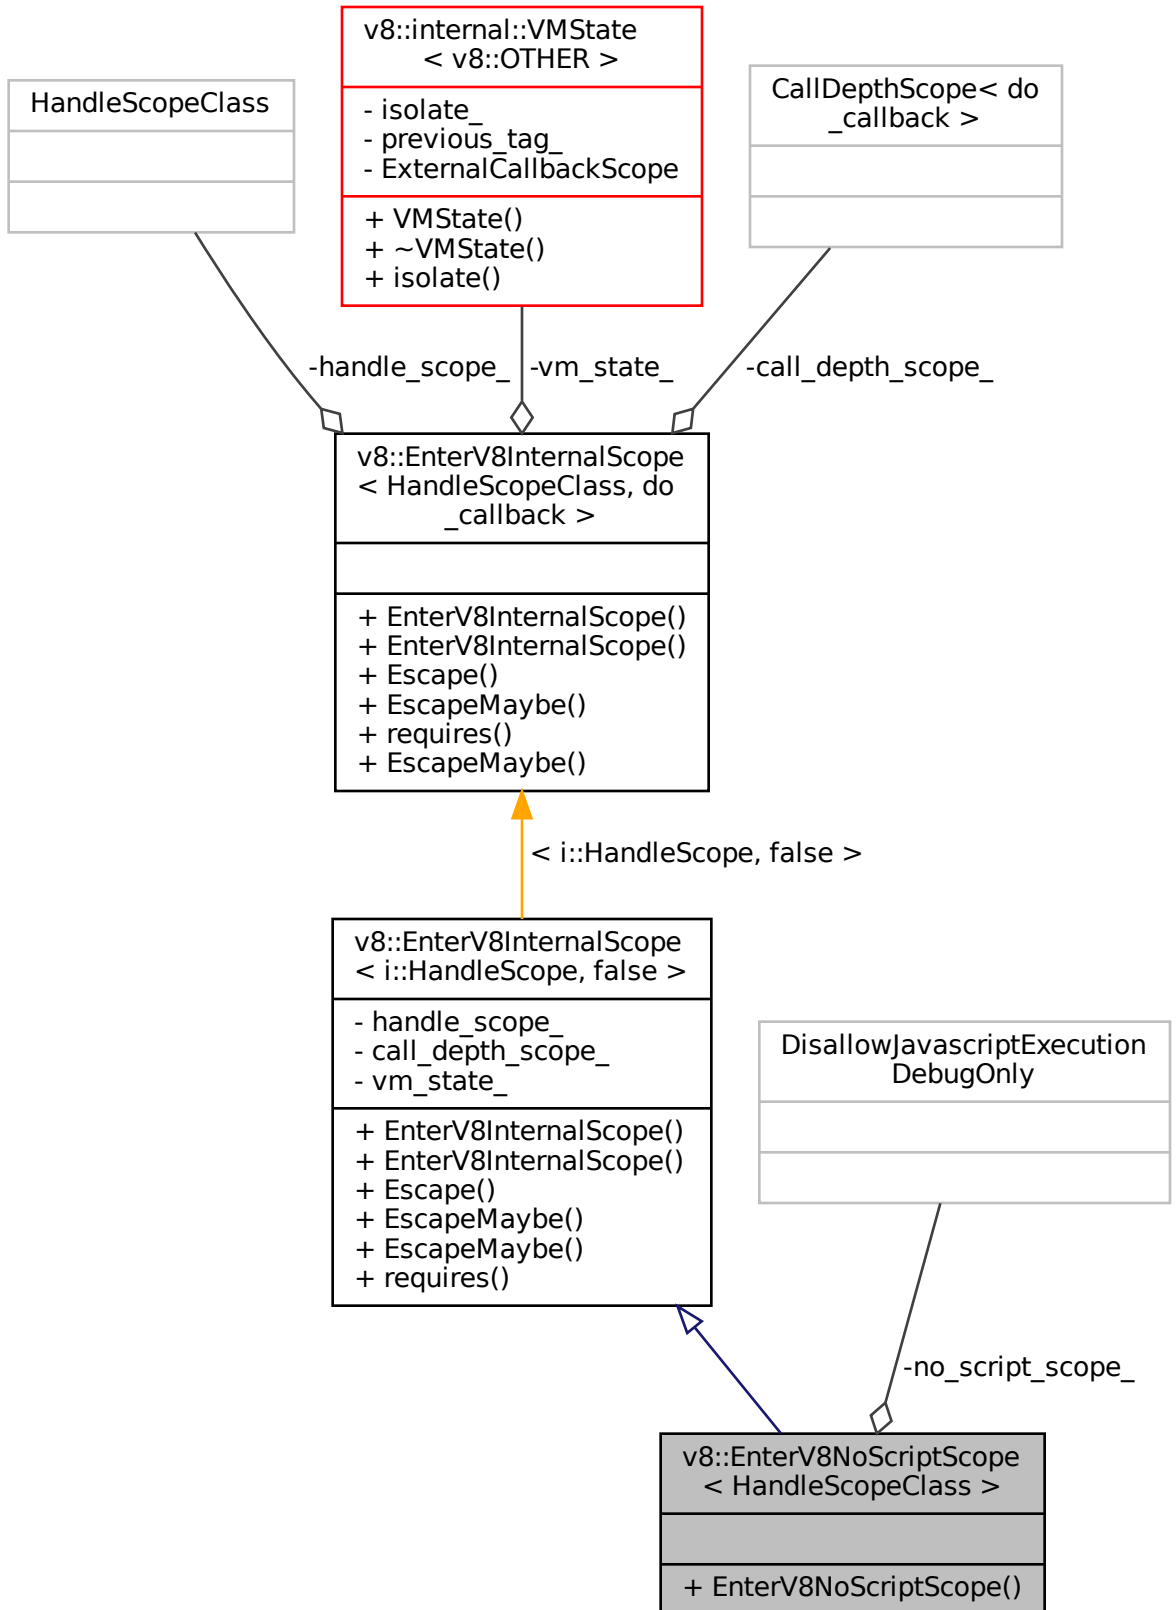 v8::internal::VMState
< v8::OTHER >
- isolate_
- previous_tag_
- ExternalCallbackScope
+ VMState()
+ ~VMState()
+ isolate()
HandleScopeClass
CallDepthScope< do
_callback >
-handle_scope_
-vm_state_
-call_depth_scope_
v8::EnterV8InternalScope
< HandleScopeClass, do
_callback >
+ EnterV8InternalScope()
+ EnterV8InternalScope()
+ Escape()
+ EscapeMaybe()
+ requires()
+ EscapeMaybe()
< i::HandleScope, false >
v8::EnterV8InternalScope
< i::HandleScope, false >
- handle_scope_
- call_depth_scope_
- vm_state_
+ EnterV8InternalScope()
+ EnterV8InternalScope()
+ Escape()
+ EscapeMaybe()
+ EscapeMaybe()
+ requires()
DisallowJavascriptExecution
DebugOnly
-no_script_scope_
v8::EnterV8NoScriptScope
< HandleScopeClass >
+ EnterV8NoScriptScope()